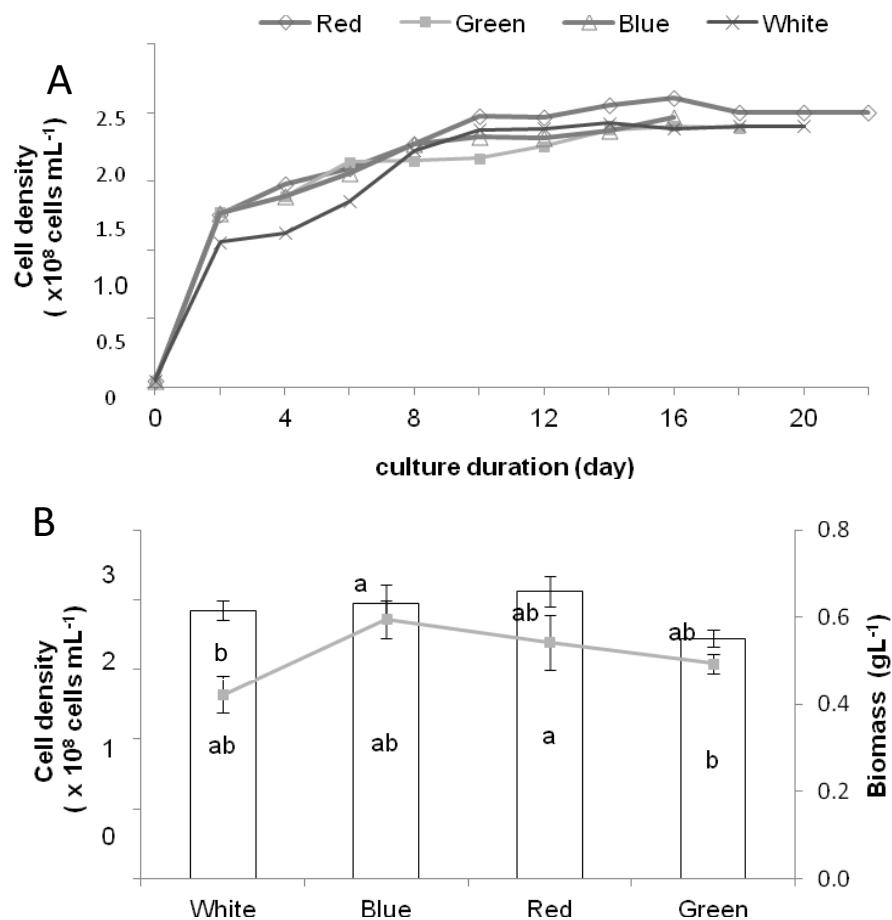 Red Green Blue White
A
Cell density
( x10⁸ cells mL⁻¹)
2.5
2.0
1.5
1.0
0.5
0
0 4 8 12 16 20
culture duration (day)
B
Cell density
( x 10⁸ cells mL⁻¹)
3
2
1
0
a
ab
ab
b
ab
ab
a
b
0.8
0.6
0.4
0.2
0.0
Biomass (gL⁻¹)
White Blue Red Green